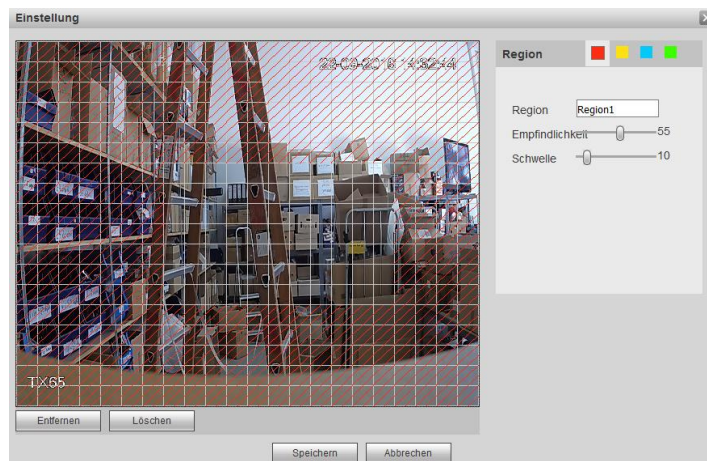 Einstellung
Region
Region Region1
Empfindlichkeit 55
Schwelle 10
TX65
Entfernen Löschen
Speichern Abbrechen